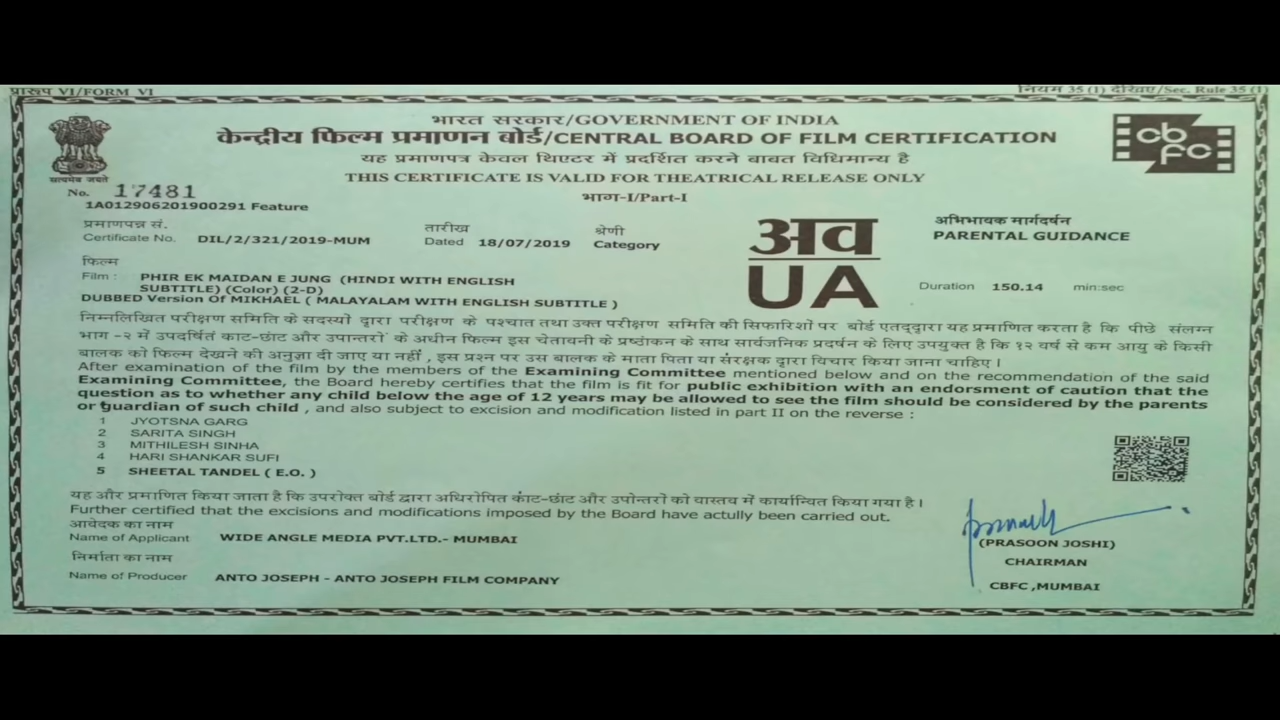 प्रारूप VI/FORM VI
नियम 35 (1) देखिए/Sec. Rule 35 (1)
भारत सरकार/GOVERNMENT OF INDIA
केन्द्रीय फिल्म प्रमाणन बोर्ड/CENTRAL BOARD OF FILM CERTIFICATION
cbfc
यह प्रमाणपत्र केवल थिएटर में प्रदर्शित करने बाबत विधिमान्य है
सत्यमेव जयते
THIS CERTIFICATE IS VALID FOR THEATRICAL RELEASE ONLY
No. 17481
भाग-I/Part-I
1A012906201900291 Feature
प्रमाणपत्र सं.
Certificate No. DIL/2/321/2019-MUM
तारीख
Dated 18/07/2019
श्रेणी
Category
अव
UA
अभिभावक मार्गदर्शन
PARENTAL GUIDANCE
फिल्म
Film : PHIR EK MAIDAN E JUNG (HINDI WITH ENGLISH
SUBTITLE) (Color) (2-D)
Duration 150.14 min:sec
DUBBED Version Of MIKHAEL ( MALAYALAM WITH ENGLISH SUBTITLE )
निम्नलिखित परीक्षण समिति के सदस्यो द्वारा परीक्षण के पश्चात तथा उक्त परीक्षण समिति की सिफारिशों पर बोर्ड एतद्द्वारा यह प्रमाणित करता है कि पीछे संलग्न
भाग -२ में उपदर्षित काट-छाट और उपान्तरों के अधीन फिल्म इस चेतावनी के प्रष्ठोकन के साथ सार्वजनिक प्रदर्शन के लिए उपयुक्त है कि १२ वर्ष से कम आयु के किसी
बालक को फिल्म देखने की अनुज्ञा दी जाए या नहीं , इस प्रश्न पर उस बालक के माता पिता या संरक्षक द्वारा विचार किया जाना चाहिए ।
After examination of the film by the members of the Examining Committee mentioned below and on the recommendation of the said
Examining Committee, the Board hereby certifies that the film is fit for public exhibition with an endorsement of caution that the
question as to whether any child below the age of 12 years may be allowed to see the film should be considered by the parents
or guardian of such child , and also subject to excision and modification listed in part II on the reverse :
1 JYOTSNA GARG
2 SARITA SINGH
3 MITHILESH SINHA
4 HARI SHANKAR SUFI
5 SHEETAL TANDEL ( E.O. )
यह और प्रमाणित किया जाता है कि उपरोक्त बोर्ड द्वारा अधिरोपित काट-छांट और उपोन्तरों को वास्तव में कार्यान्वित किया गया है ।
Further certified that the excisions and modifications imposed by the Board have actully been carried out.
आवेदक का नाम
Name of Applicant WIDE ANGLE MEDIA PVT.LTD.- MUMBAI
निर्माता का नाम
Name of Producer ANTO JOSEPH - ANTO JOSEPH FILM COMPANY
(PRASOON JOSHI)
CHAIRMAN
CBFC ,MUMBAI